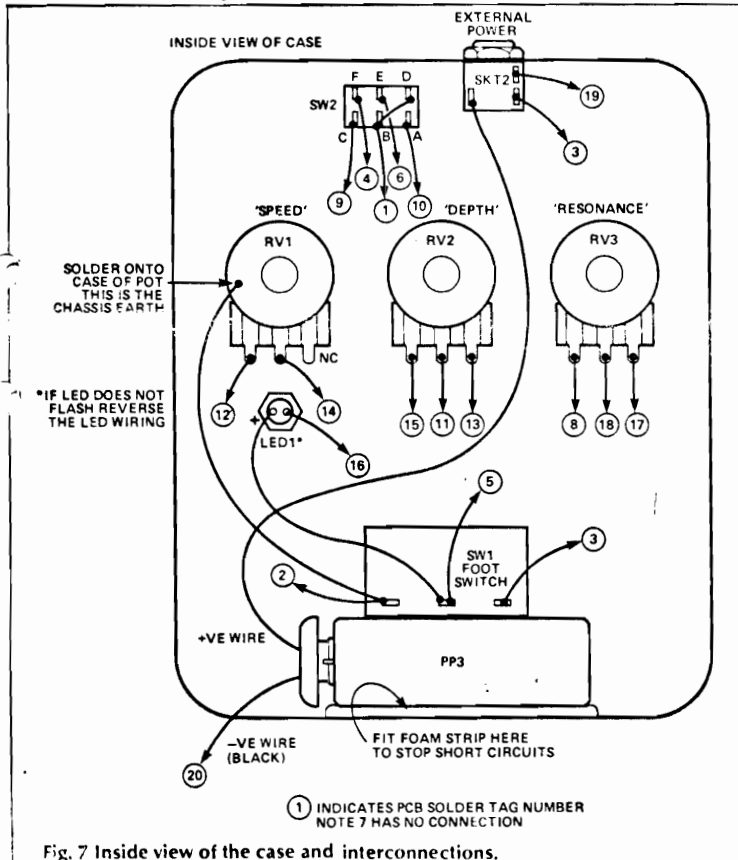 EXTERNAL
POWER
INSIDE VIEW OF CASE
SKT2
F E D
SW2
C B A
19
3
4
6
9
1
10
'SPEED'
'DEPTH'
'RESONANCE'
RV1
RV2
RV3
SOLDER ONTO
CASE OF POT
THIS IS THE
CHASSIS EARTH
NC
*IF LED DOES NOT
FLASH REVERSE
THE LED WIRING
12
14
+
LED1*
16
15
11
13
8
18
17
5
SW1
FOOT
SWITCH
3
2
+VE WIRE
PP3
–VE WIRE
(BLACK)
20
FIT FOAM STRIP HERE
TO STOP SHORT CIRCUITS
1 INDICATES PCB SOLDER TAG NUMBER
NOTE 7 HAS NO CONNECTION
Fig. 7 Inside view of the case and interconnections.